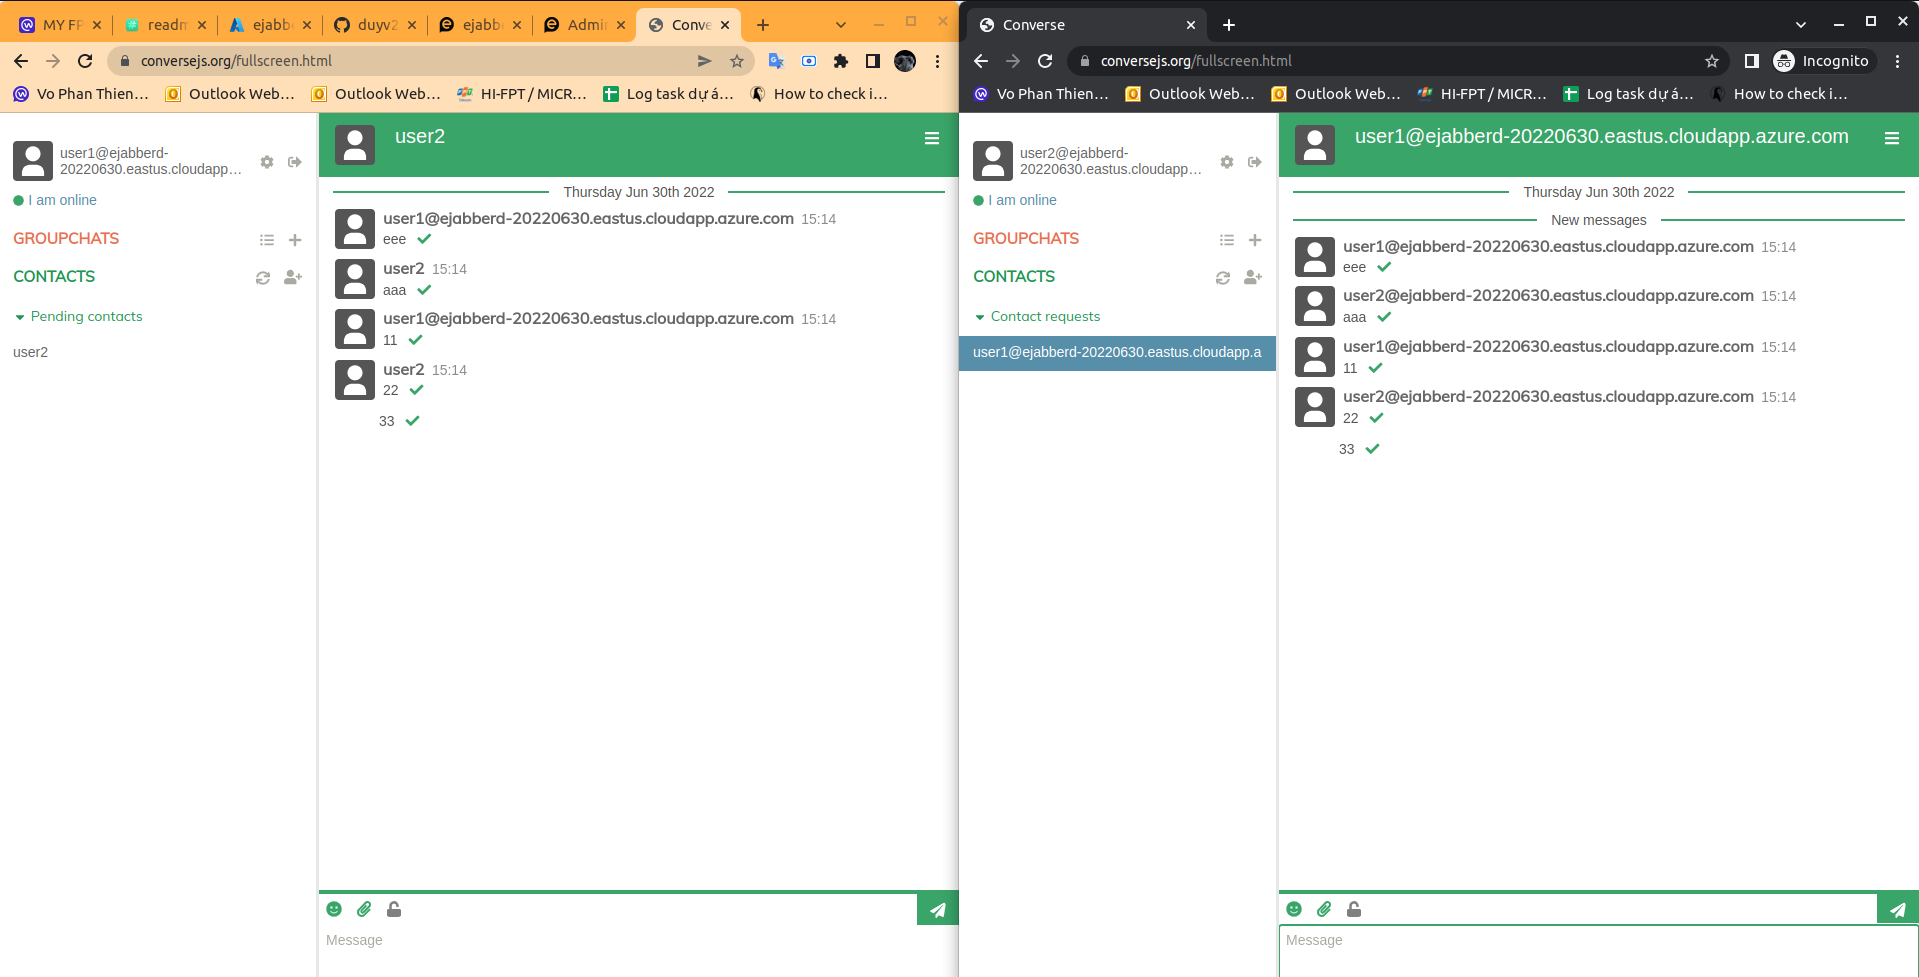 MY FP
readm
ejabbe
duyv2
ejabbe
Admin
Conve
conversejs.org/fullscreen.html
Vo Phan Thien…
Outlook Web…
Outlook Web…
HI-FPT / MICR…
Log task dự á…
How to check i…
user1@ejabberd-
20220630.eastus.cloudapp…
I am online
GROUPCHATS
CONTACTS
Pending contacts
user2
user2
Thursday Jun 30th 2022
user1@ejabberd-20220630.eastus.cloudapp.azure.com 15:14
eee
user2 15:14
aaa
user1@ejabberd-20220630.eastus.cloudapp.azure.com 15:14
11
user2 15:14
22
33
Message
Converse
conversejs.org/fullscreen.html
Incognito
Vo Phan Thien…
Outlook Web…
Outlook Web…
HI-FPT / MICR…
Log task dự á…
How to check i…
user2@ejabberd-
20220630.eastus.cloudapp…
I am online
GROUPCHATS
CONTACTS
Contact requests
user1@ejabberd-20220630.eastus.cloudapp.a
user1@ejabberd-20220630.eastus.cloudapp.azure.com
Thursday Jun 30th 2022
New messages
user1@ejabberd-20220630.eastus.cloudapp.azure.com 15:14
eee
user2@ejabberd-20220630.eastus.cloudapp.azure.com 15:14
aaa
user1@ejabberd-20220630.eastus.cloudapp.azure.com 15:14
11
user2@ejabberd-20220630.eastus.cloudapp.azure.com 15:14
22
33
Message